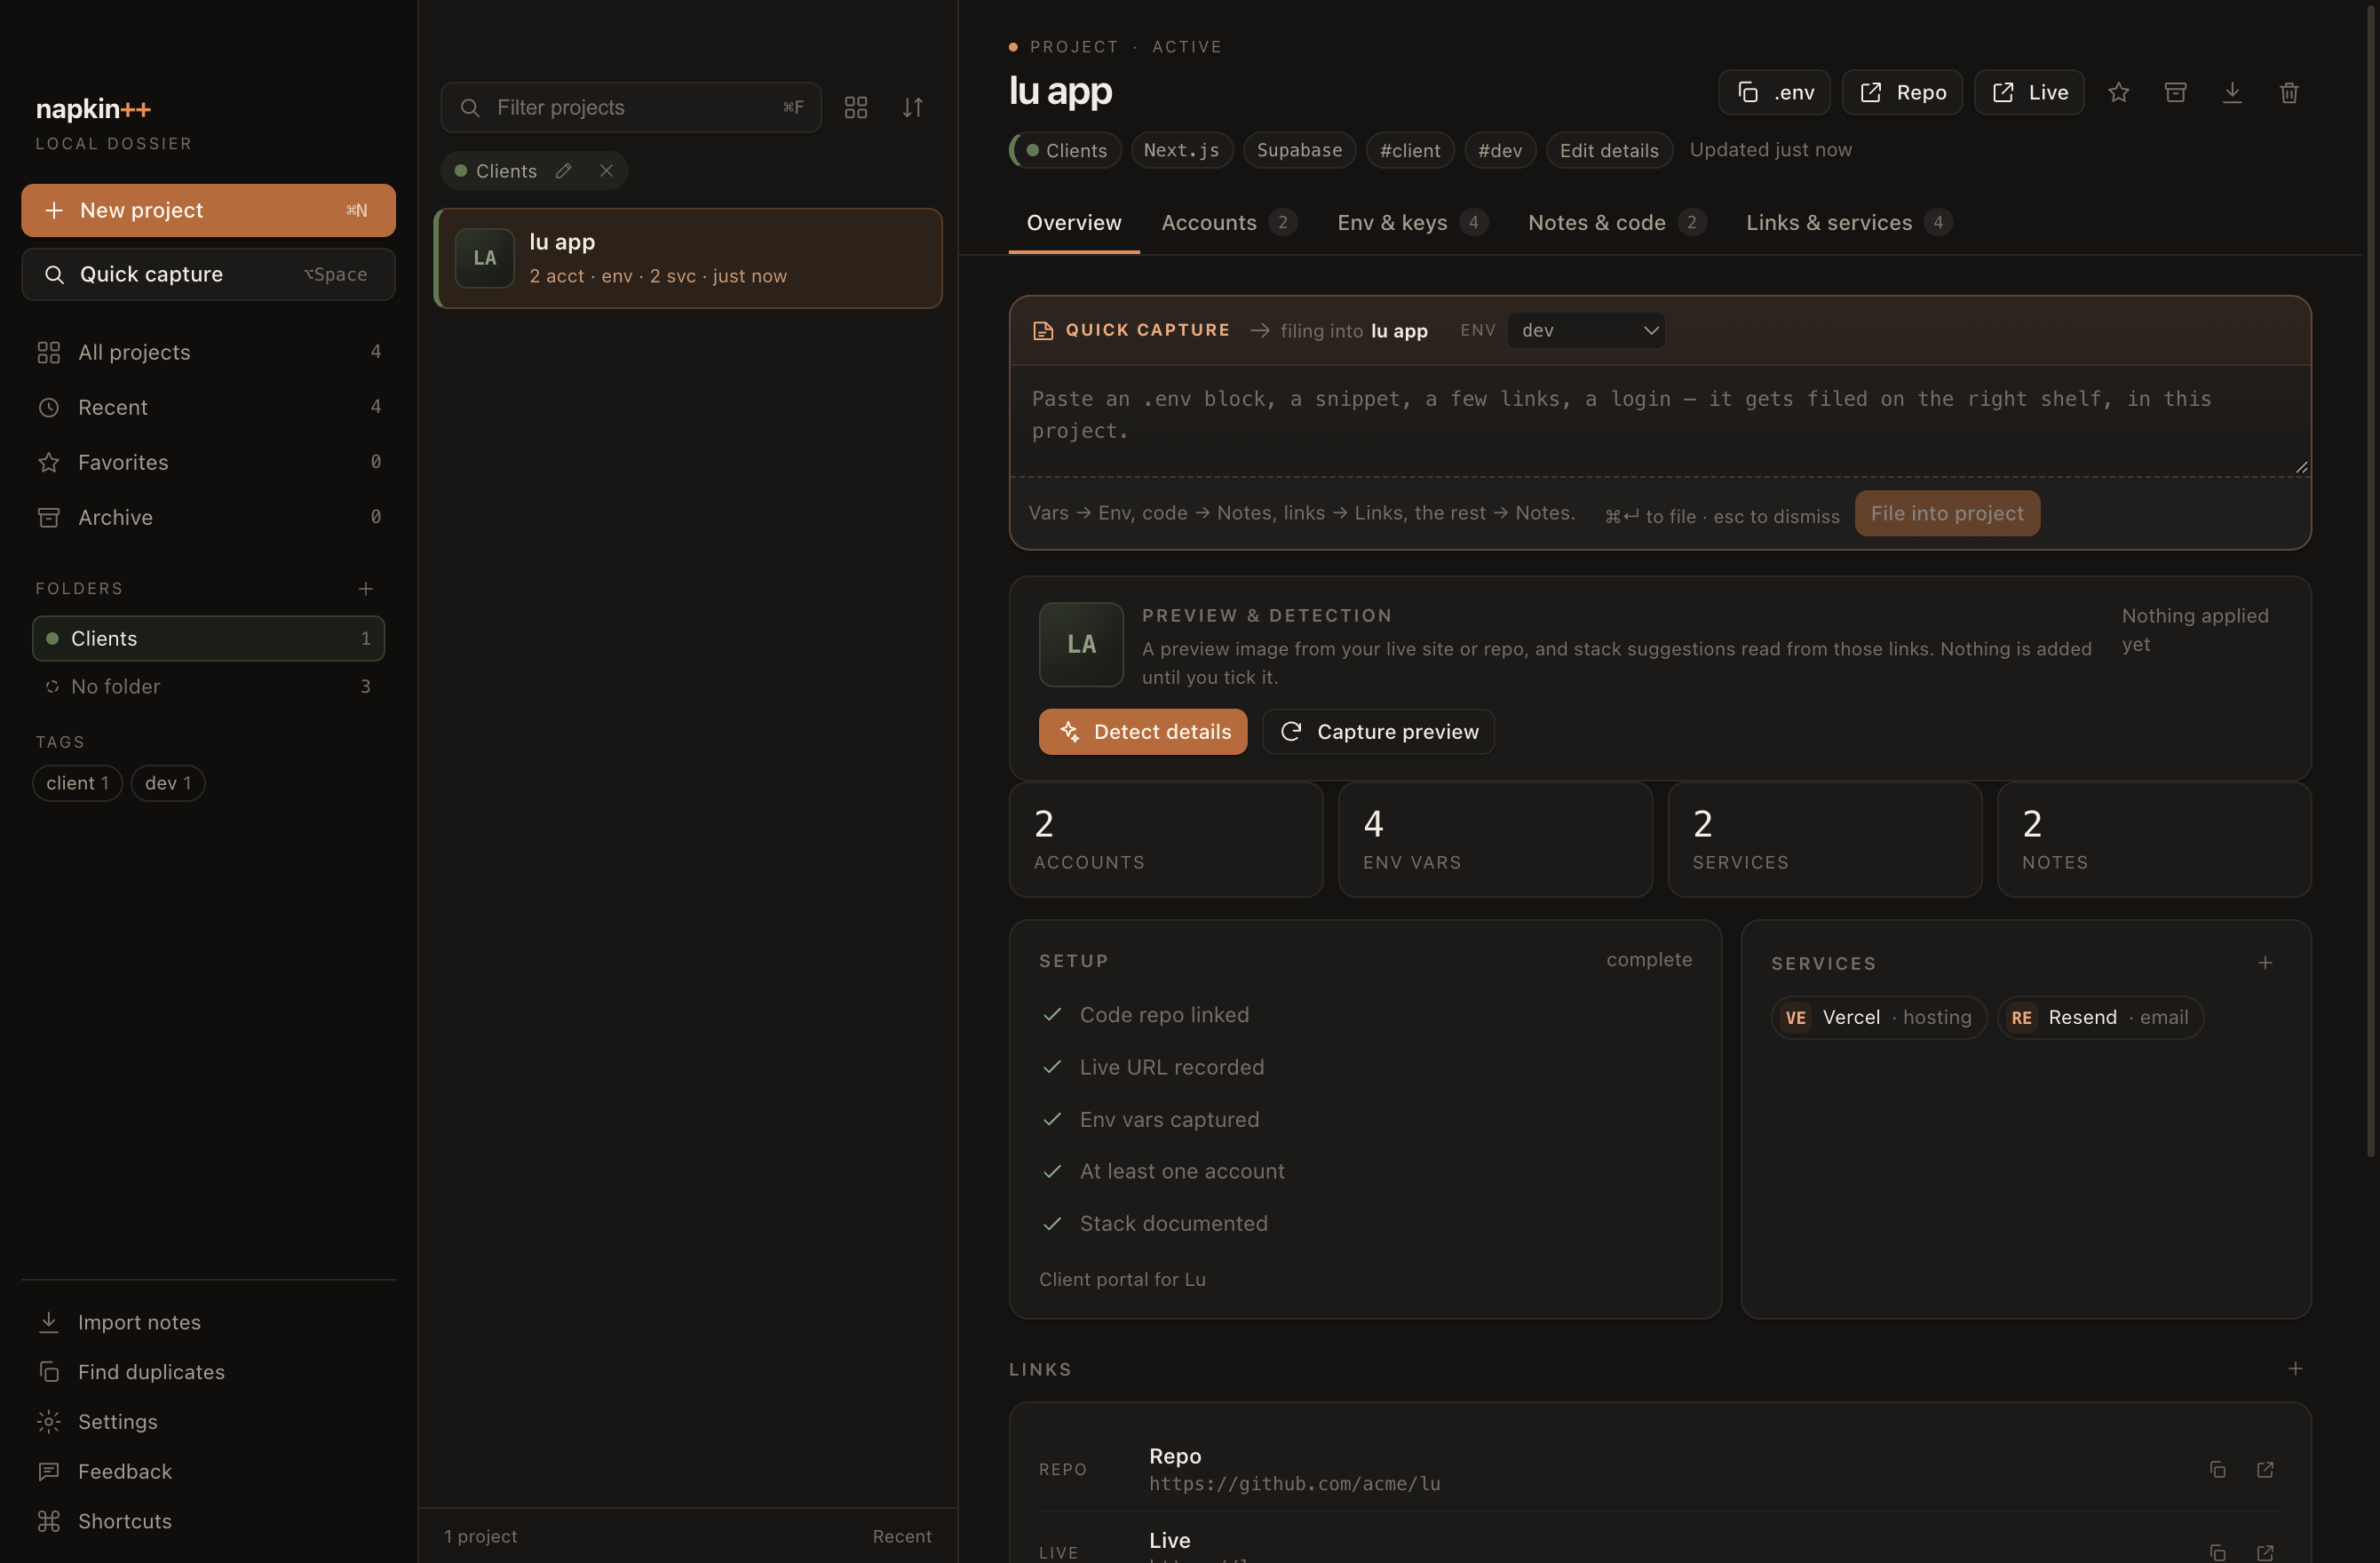 napkin++
LOCAL DOSSIER
New project ⌘N
Quick capture ⌥Space
All projects 4
Recent 4
Favorites 0
Archive 0
FOLDERS
Clients 1
No folder 3
TAGS
client 1 dev 1
Import notes
Find duplicates
Settings
Feedback
Shortcuts
Filter projects ⌘F
Clients
LA
lu app
2 acct · env · 2 svc · just now
1 project Recent
PROJECT · ACTIVE
lu app
.env Repo Live
Clients Next.js Supabase #client #dev Edit details Updated just now
Overview Accounts 2 Env & keys 4 Notes & code 2 Links & services 4
QUICK CAPTURE → filing into lu app ENV dev
Paste an .env block, a snippet, a few links, a login — it gets filed on the right shelf, in this
project.
Vars → Env, code → Notes, links → Links, the rest → Notes. ⌘↵ to file · esc to dismiss File into project
LA
PREVIEW & DETECTION
A preview image from your live site or repo, and stack suggestions read from those links. Nothing is added
until you tick it.
Nothing applied
yet
Detect details Capture preview
2
ACCOUNTS
4
ENV VARS
2
SERVICES
2
NOTES
SETUP complete
Code repo linked
Live URL recorded
Env vars captured
At least one account
Stack documented
Client portal for Lu
SERVICES
VE Vercel · hosting RE Resend · email
LINKS
REPO
Repo
https://github.com/acme/lu
LIVE
Live